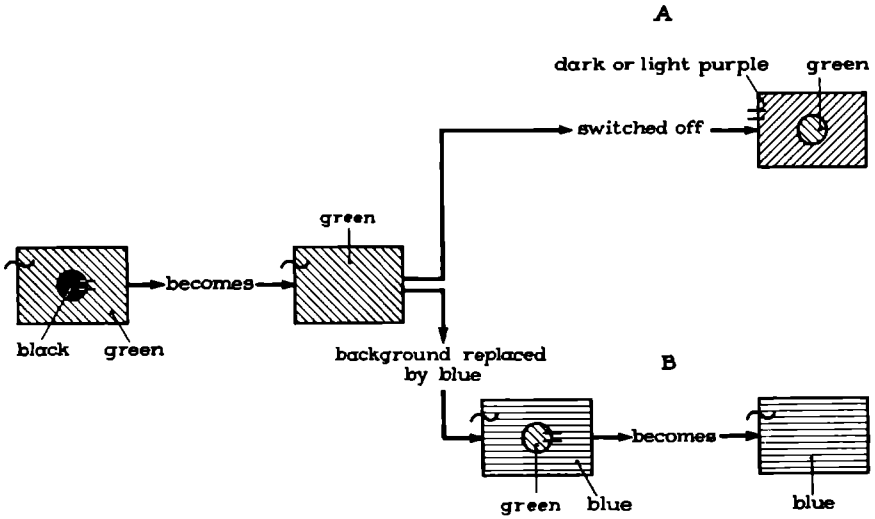 A
dark or light purple green
switched off
green
becomes
black green
background replaced
by blue
B
becomes
green blue
blue